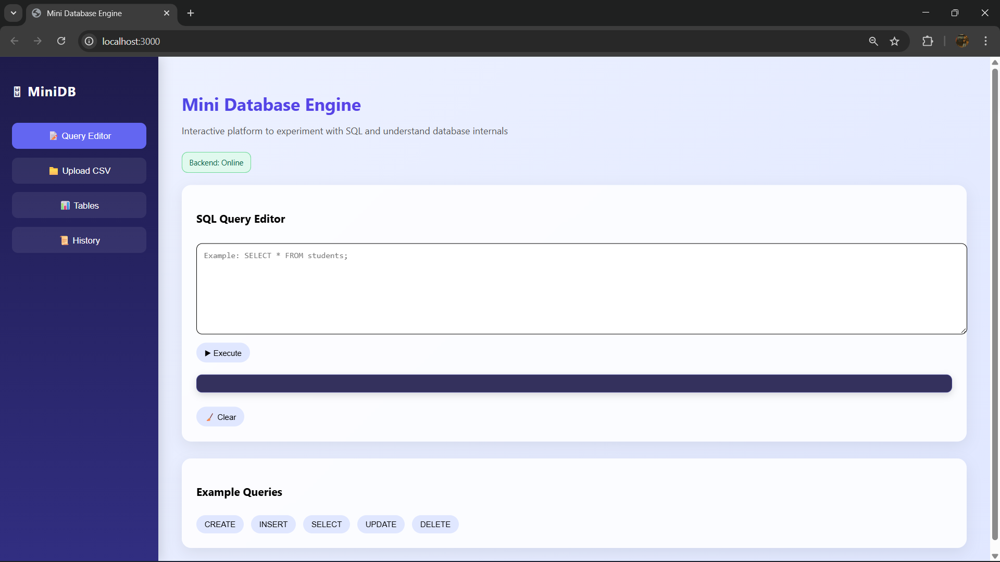 Mini Database Engine
localhost:3000
MiniDB
Query Editor
Upload CSV
Tables
History
Mini Database Engine
Interactive platform to experiment with SQL and understand database internals
Backend: Online
SQL Query Editor
Example: SELECT * FROM students;
Execute
Clear
Example Queries
CREATE INSERT SELECT UPDATE DELETE